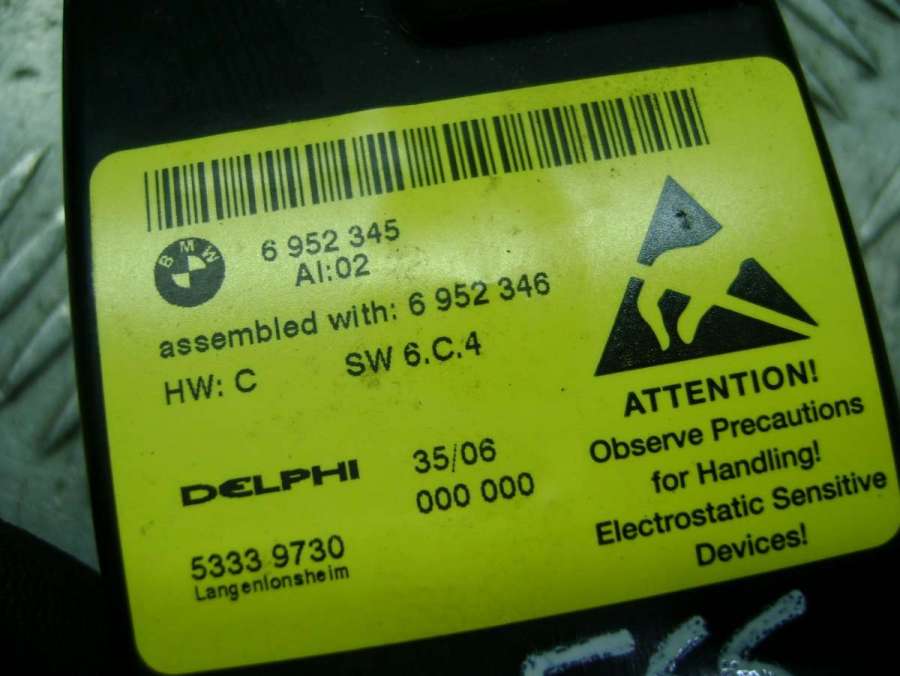 BMW
6 952 345
AI:02
assembled with: 6 952 346
HW: C
SW 6.C.4
DELPHI
35/06
000 000
5333 9730
Langenlonsheim
ATTENTION!
Observe Precautions
for Handling!
Electrostatic Sensitive
Devices!